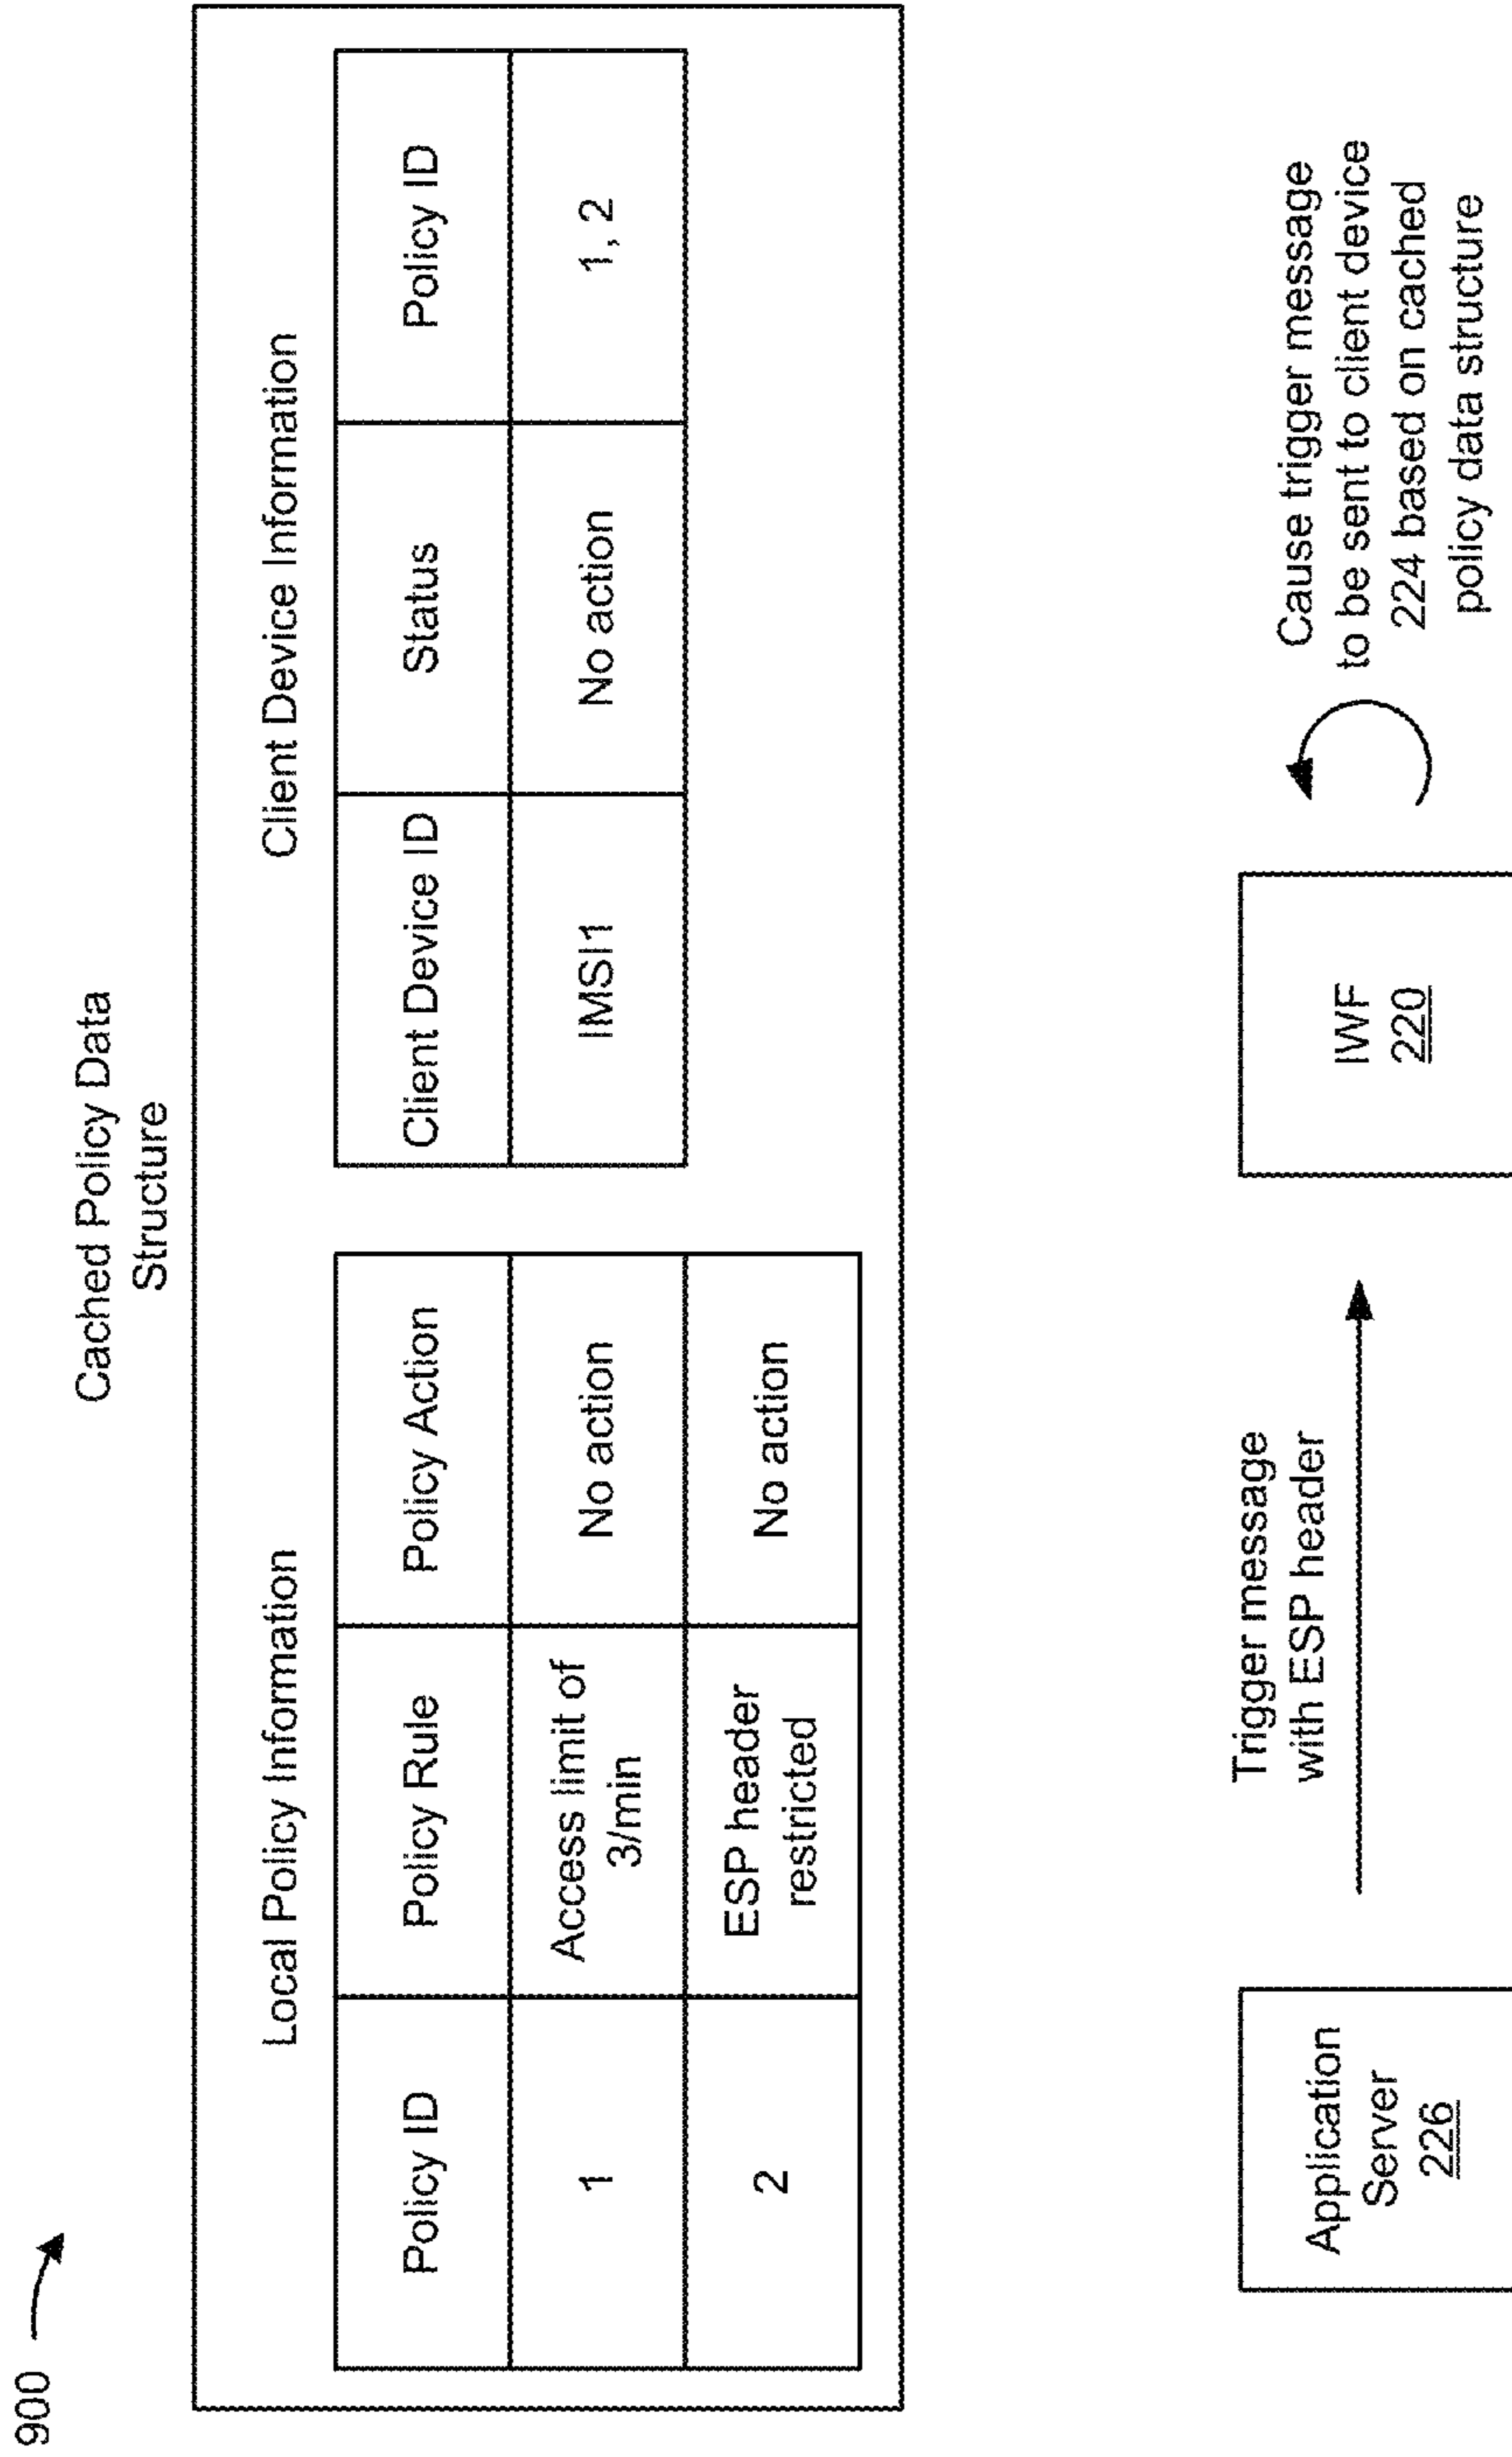 900
Cached Policy Data
Structure
Local Policy Information
Policy ID
Policy Rule
Policy Action
1
Access limit of
3/min
No action
2
ESP header
restricted
No action
Client Device Information
Client Device ID
Status
Policy ID
IMSI1
No action
1, 2
Application
Server
226
Trigger message
with ESP header
IWF
220
Cause trigger message
to be sent to client device
224 based on cached
policy data structure